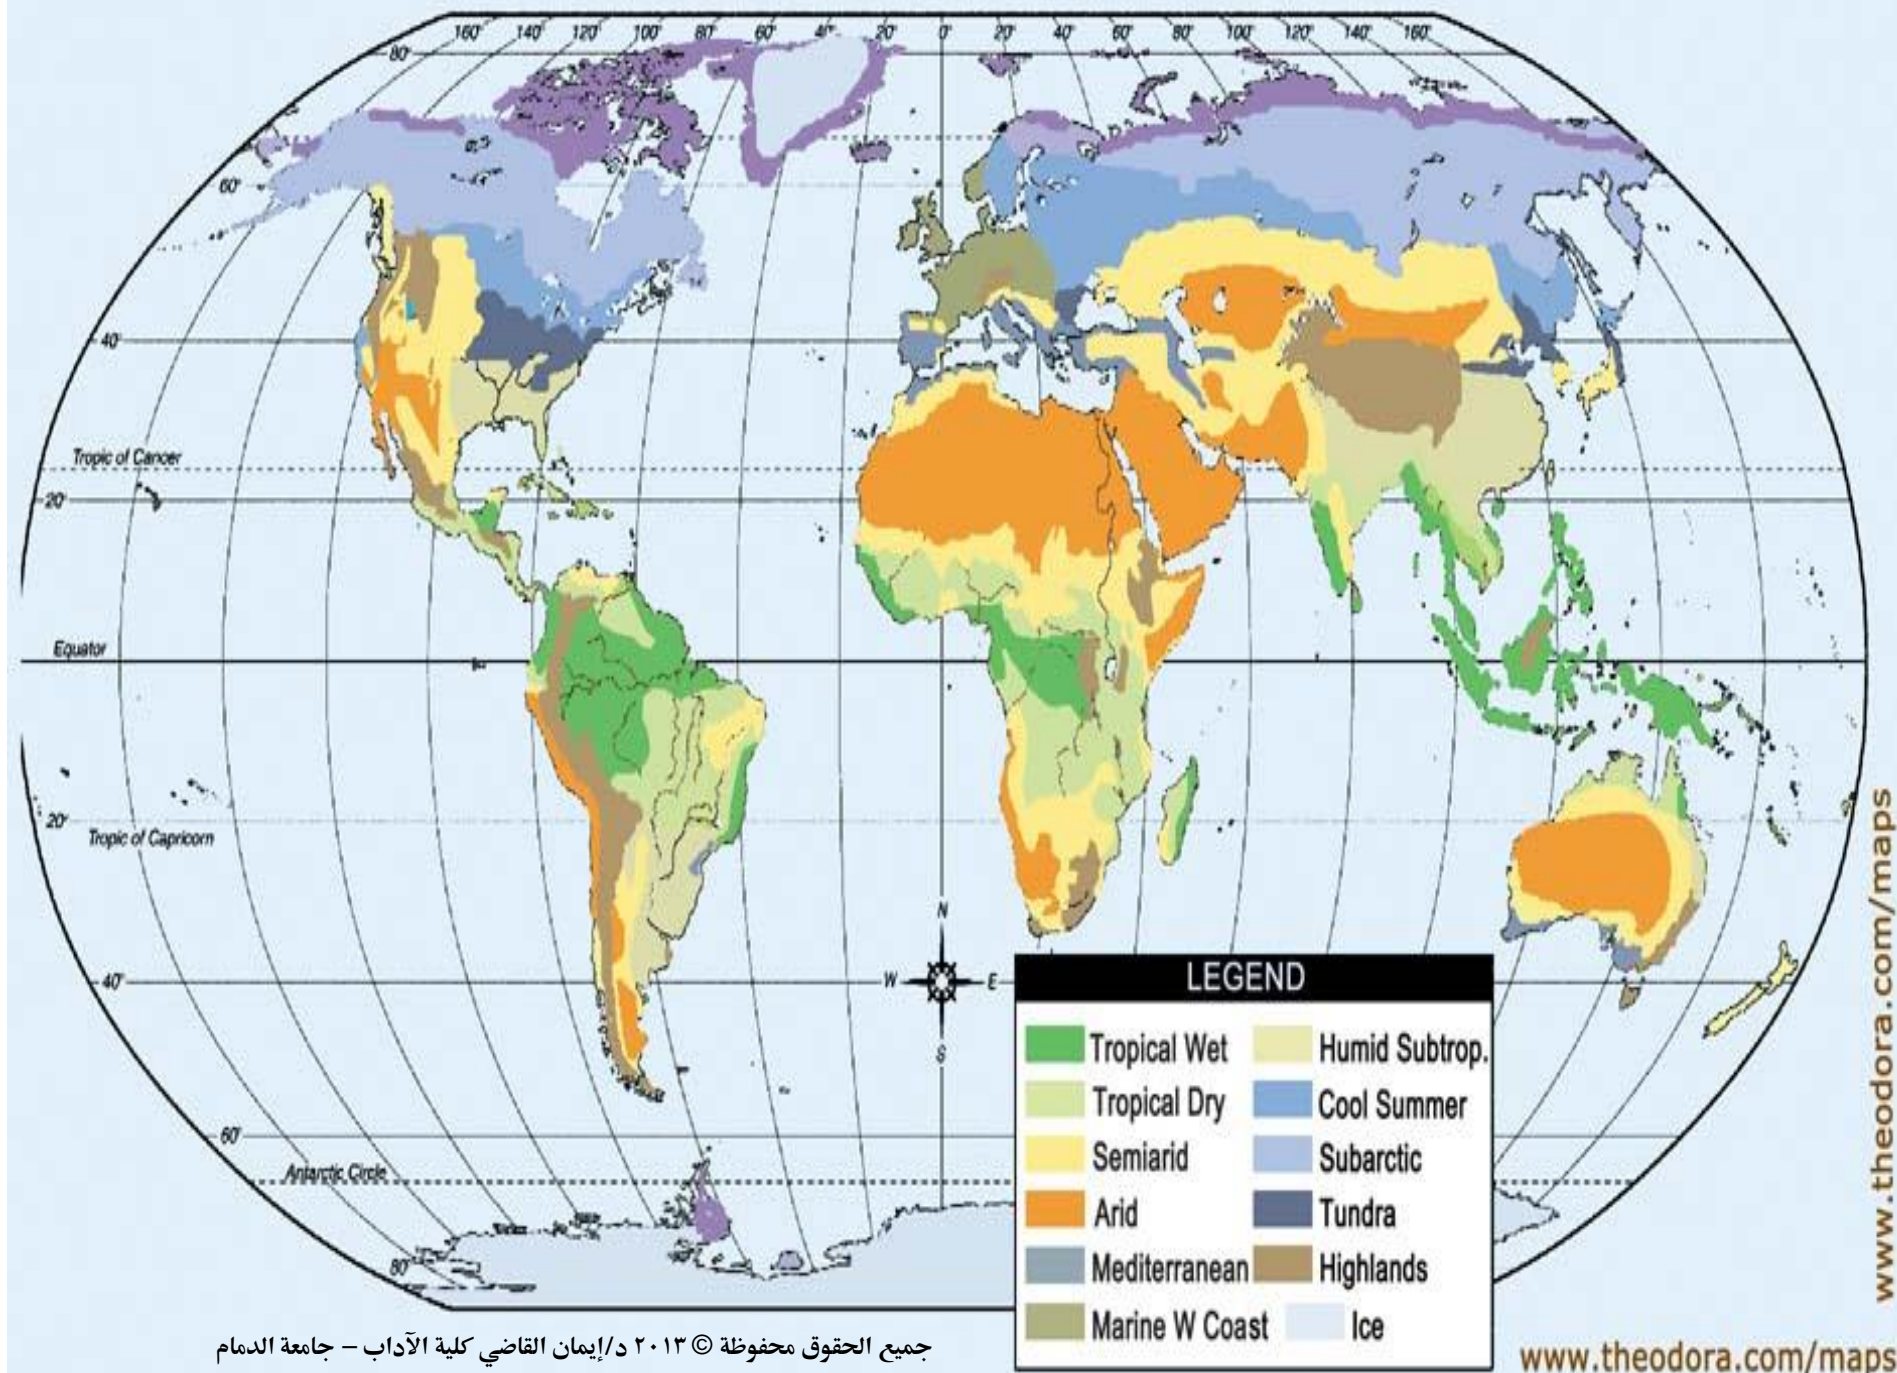 160° 140° 120° 100° 80° 60° 40° 20° 0° 20° 40° 60° 80° 100° 120° 140° 160°
80°
60°
40°
Tropic of Cancer
20°
Equator
20°
Tropic of Capricorn
N
40°
W
E
S
60°
Antarctic Circle
80°
LEGEND
Tropical Wet
Humid Subtrop.
Tropical Dry
Cool Summer
Semiarid
Subarctic
Arid
Tundra
Mediterranean
Highlands
Marine W Coast
Ice
جميع الحقوق محفوظة © ٢٠١٣ د/إيمان القاضي كلية الآداب – جامعة الدمام
www.theodora.com/maps
www.theodora.com/maps